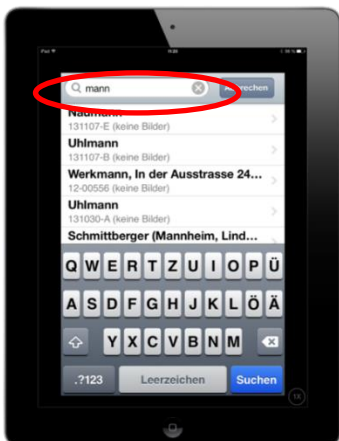 mann
Abbrechen
Naumann
131107-E (keine Bilder)
Uhlmann
131107-B (keine Bilder)
Werkmann, In der Ausstrasse 24...
12-00556 (keine Bilder)
Uhlmann
131030-A (keine Bilder)
Schmittberger (Mannheim, Lind...
Q W E R T Z U I O P Ü
A S D F G H J K L Ö Ä
Y X C V B N M
.?123 Leerzeichen Suchen
1X